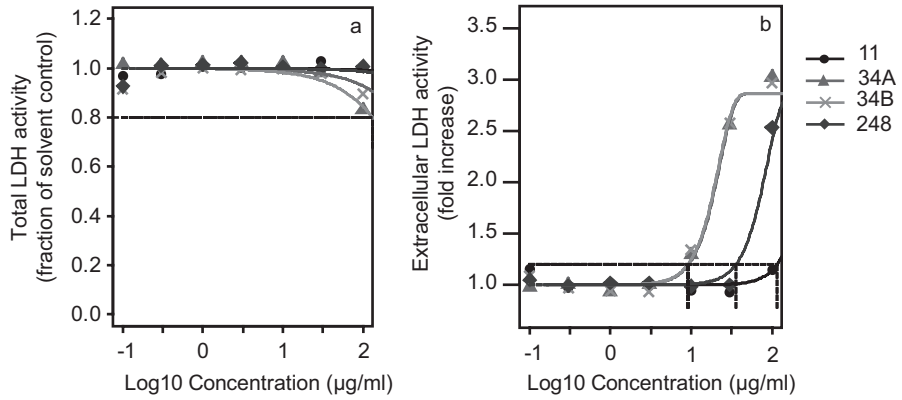 a
1.2
1.0
0.8
0.6
0.4
0.2
0.0
Total LDH activity
(fraction of solvent control)
-1
0
1
2
Log10 Concentration (µg/ml)
b
3.5
3.0
2.5
2.0
1.5
1.0
Extracellular LDH activity
(fold increase)
-1
0
1
2
Log10 Concentration (µg/ml)
11
34A
34B
248